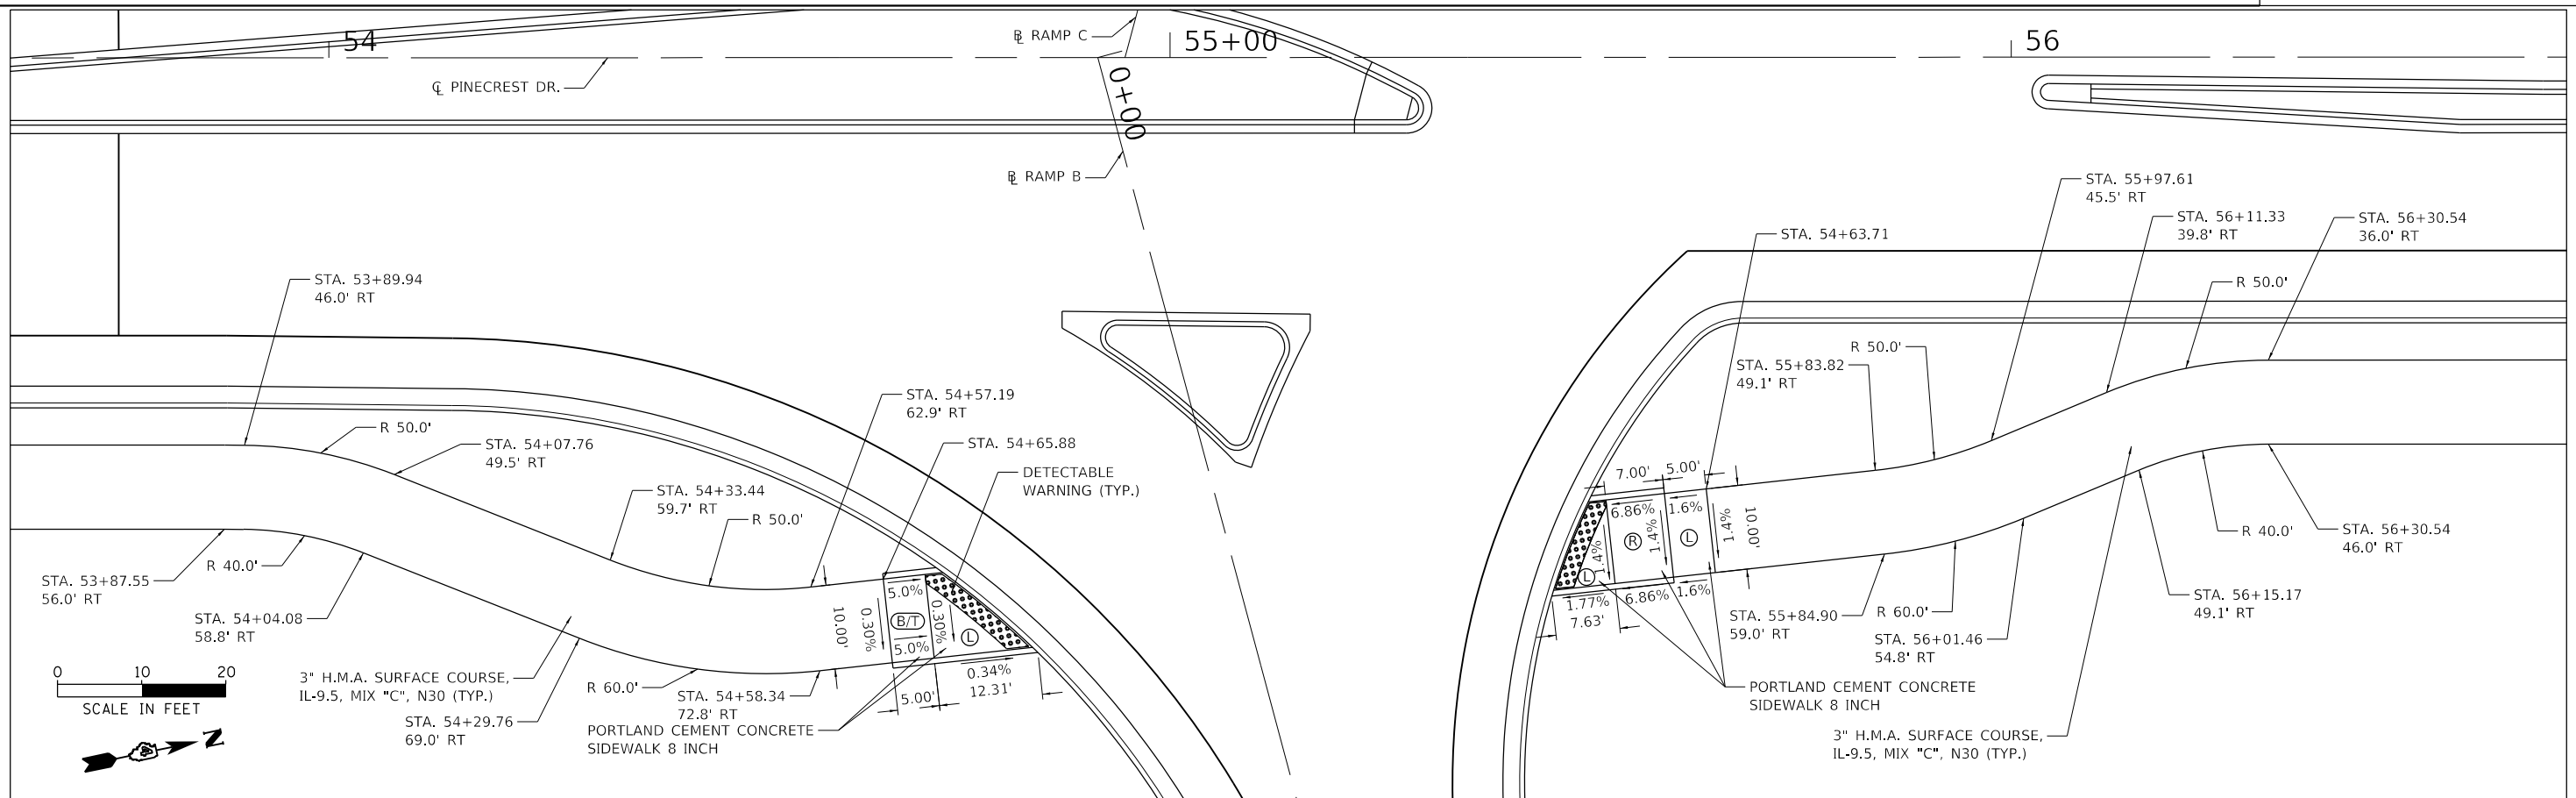 54
55+00
56
℄ PINECREST DR.
B̲L RAMP C
0+00
B̲L RAMP B
STA. 53+89.94
46.0' RT
R 50.0'
STA. 54+07.76
49.5' RT
STA. 54+33.44
59.7' RT
R 50.0'
STA. 54+57.19
62.9' RT
STA. 54+65.88
DETECTABLE
WARNING (TYP.)
STA. 53+87.55
56.0' RT
R 40.0'
STA. 54+04.08
58.8' RT
3" H.M.A. SURFACE COURSE,
IL-9.5, MIX "C", N30 (TYP.)
STA. 54+29.76
69.0' RT
R 60.0'
STA. 54+58.34
72.8' RT
PORTLAND CEMENT CONCRETE
SIDEWALK 8 INCH
10.00'
0.30%
5.0%
B/T
5.0%
0.30%
L
5.00'
0.34%
12.31'
0
10
20
SCALE IN FEET
N
STA. 54+63.71
STA. 55+97.61
45.5' RT
STA. 56+11.33
39.8' RT
STA. 56+30.54
36.0' RT
R 50.0'
R 50.0'
STA. 55+83.82
49.1' RT
7.00'
5.00'
6.86%
1.6%
1.4%
R
1.4%
L
1.4%
10.00'
L
1.77%
6.86%
1.6%
7.63'
STA. 55+84.90
59.0' RT
R 60.0'
STA. 56+01.46
54.8' RT
R 40.0'
STA. 56+30.54
46.0' RT
STA. 56+15.17
49.1' RT
PORTLAND CEMENT CONCRETE
SIDEWALK 8 INCH
3" H.M.A. SURFACE COURSE,
IL-9.5, MIX "C", N30 (TYP.)